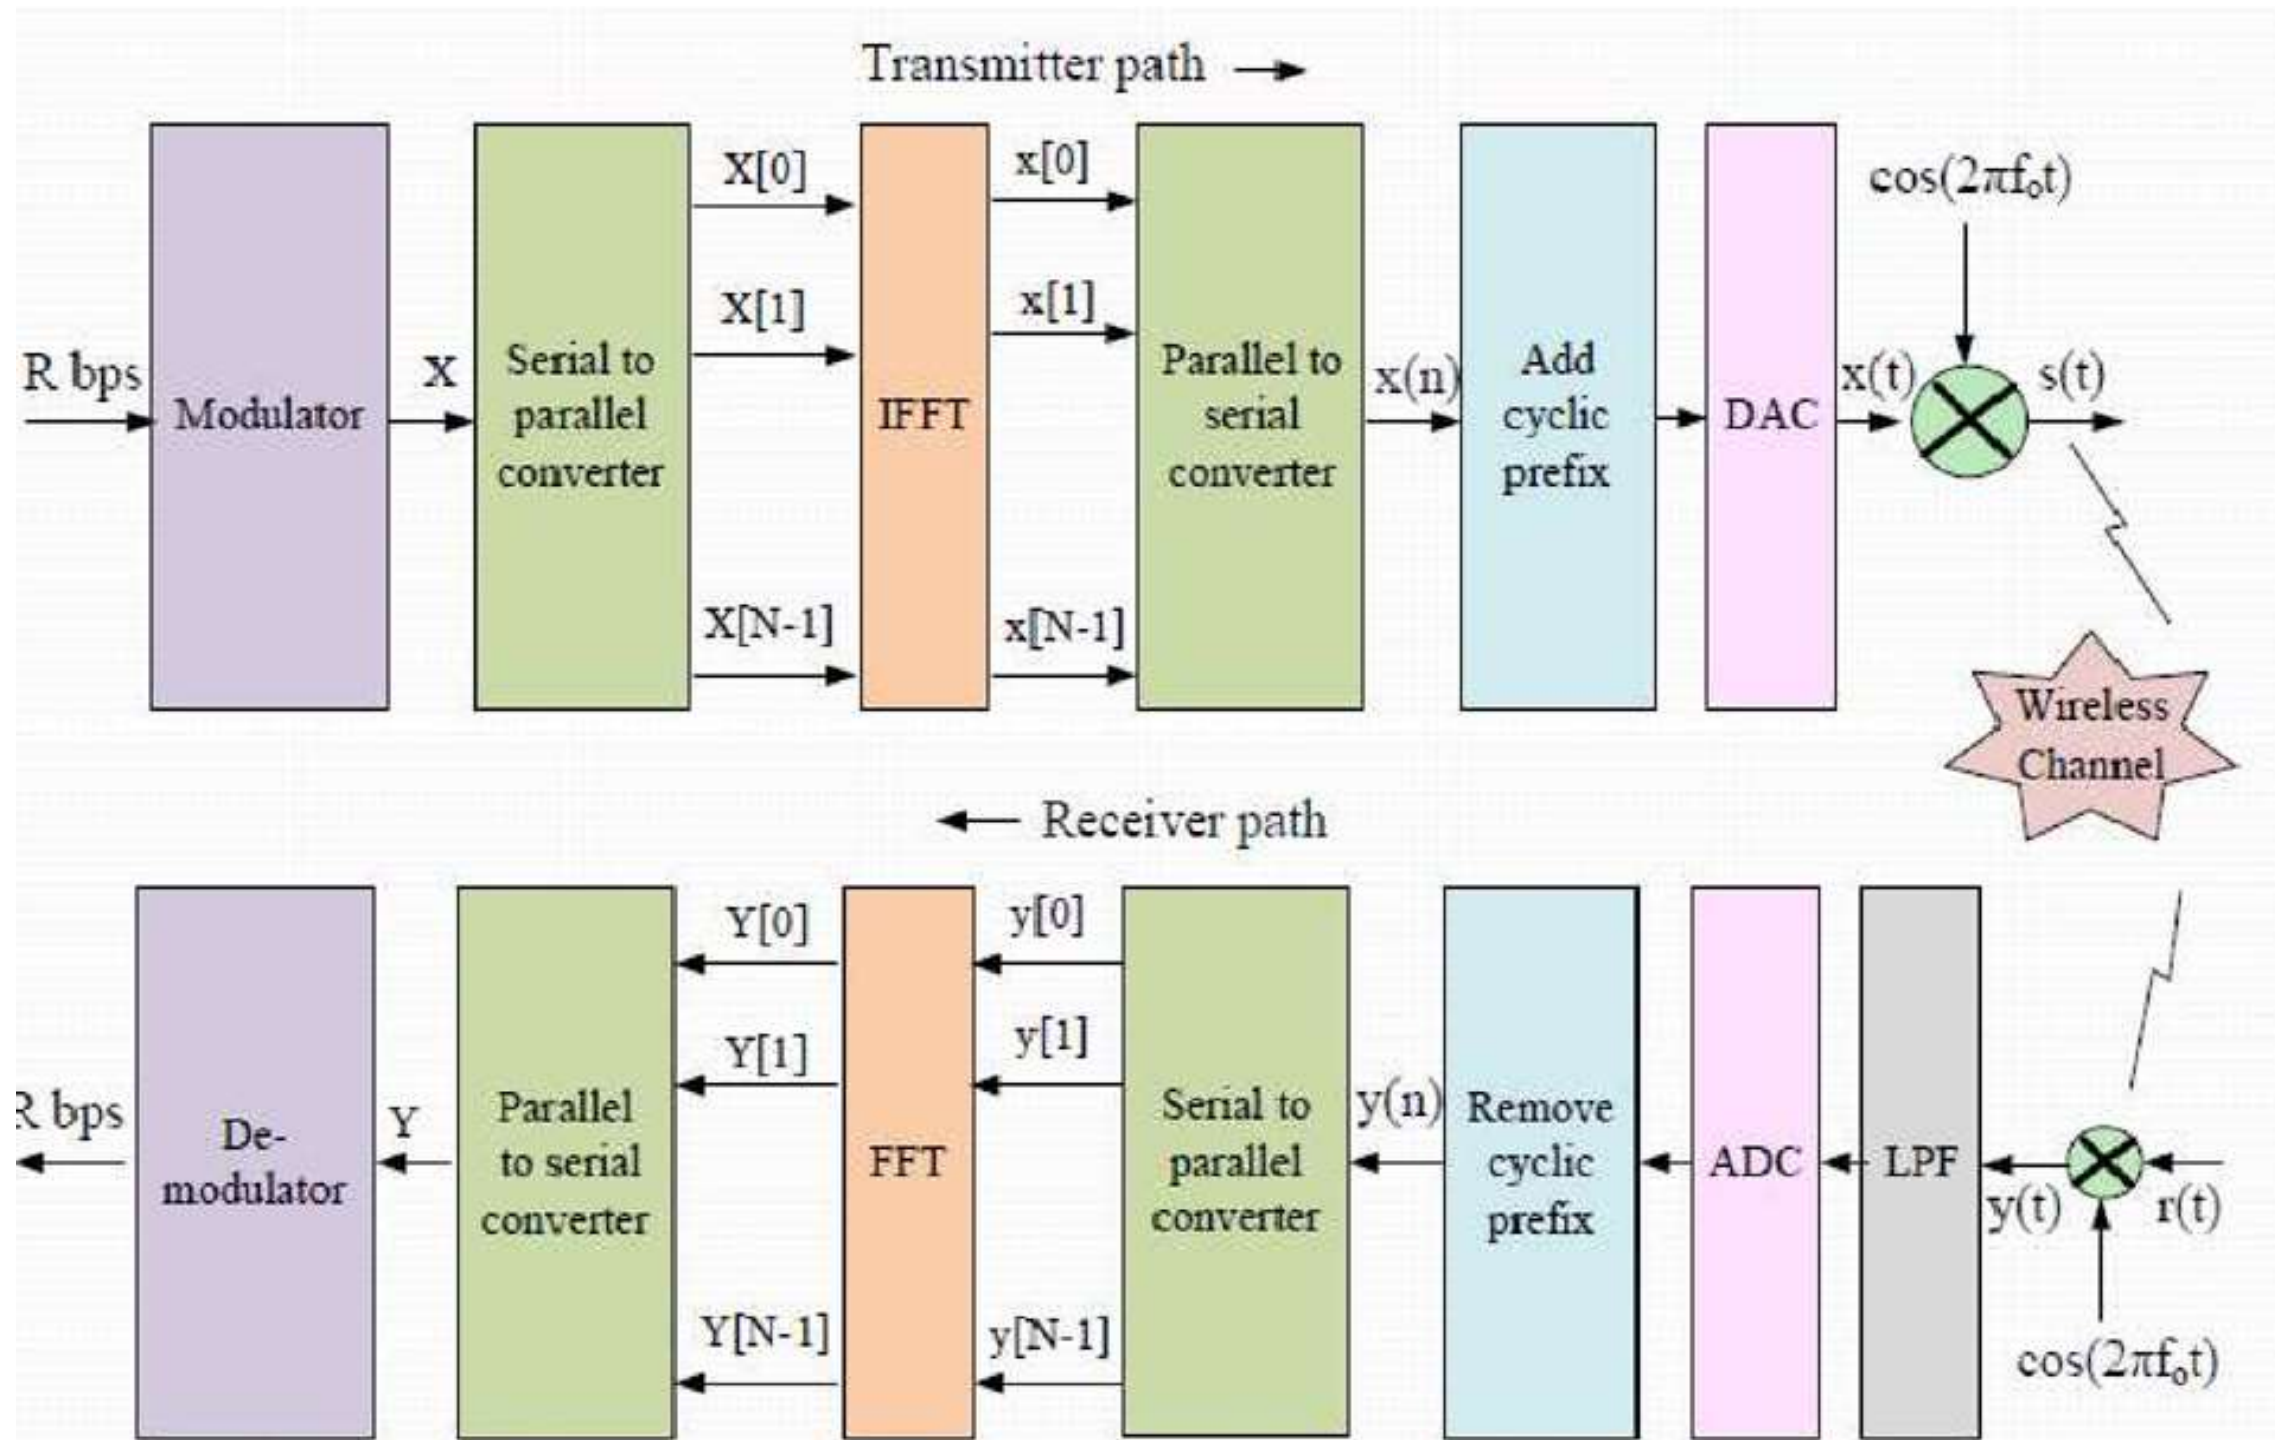 Transmitter path
R bps
Modulator
X
Serial to
parallel
converter
X[0]
X[1]
X[N-1]
IFFT
x[0]
x[1]
x[N-1]
Parallel to
serial
converter
x(n)
Add
cyclic
prefix
DAC
x(t)
cos(2πfₒt)
s(t)
Wireless
Channel
Receiver path
R bps
De-
modulator
Y
Parallel
to serial
converter
Y[0]
Y[1]
Y[N-1]
FFT
y[0]
y[1]
y[N-1]
Serial to
parallel
converter
y(n)
Remove
cyclic
prefix
ADC
LPF
y(t)
r(t)
cos(2πfₒt)